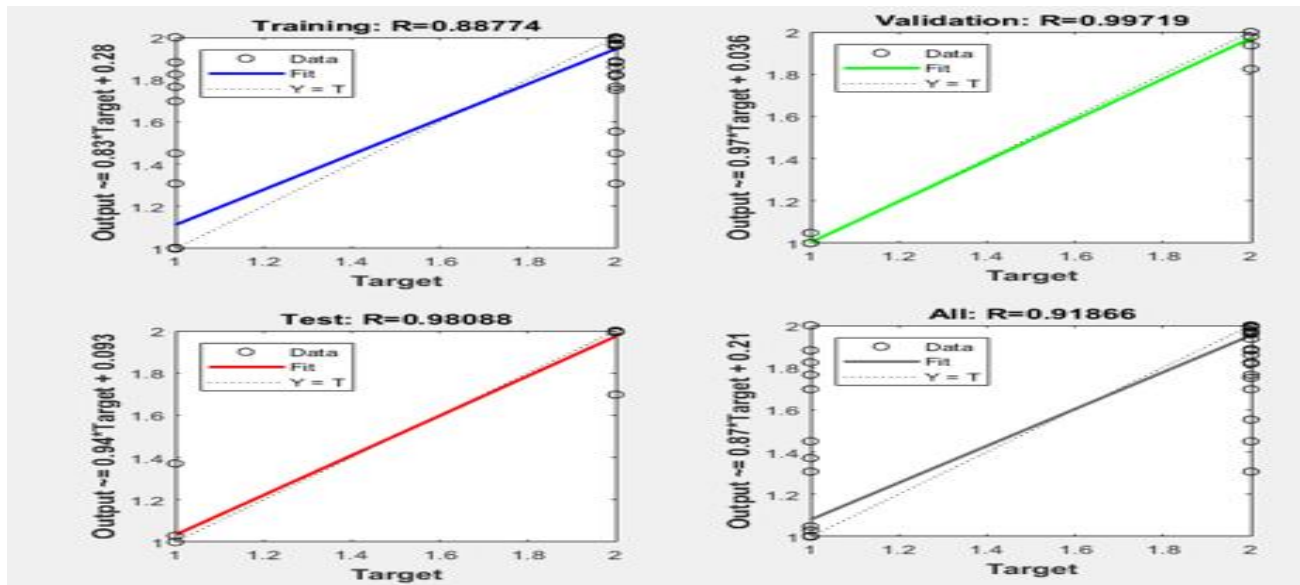 Training: R=0.88774
Output ~= 0.83*Target + 0.28
2
1.8
1.6
1.4
1.2
1
Data
Fit
Y = T
1 1.2 1.4 1.6 1.8 2
Target
Validation: R=0.99719
Output ~= 0.97*Target + 0.036
2
1.8
1.6
1.4
1.2
1
Data
Fit
Y = T
1 1.2 1.4 1.6 1.8 2
Target
Test: R=0.98088
Output ~= 0.94*Target + 0.093
2
1.8
1.6
1.4
1.2
1
Data
Fit
Y = T
1 1.2 1.4 1.6 1.8 2
Target
All: R=0.91866
Output ~= 0.87*Target + 0.21
2
1.8
1.6
1.4
1.2
1
Data
Fit
Y = T
1 1.2 1.4 1.6 1.8 2
Target